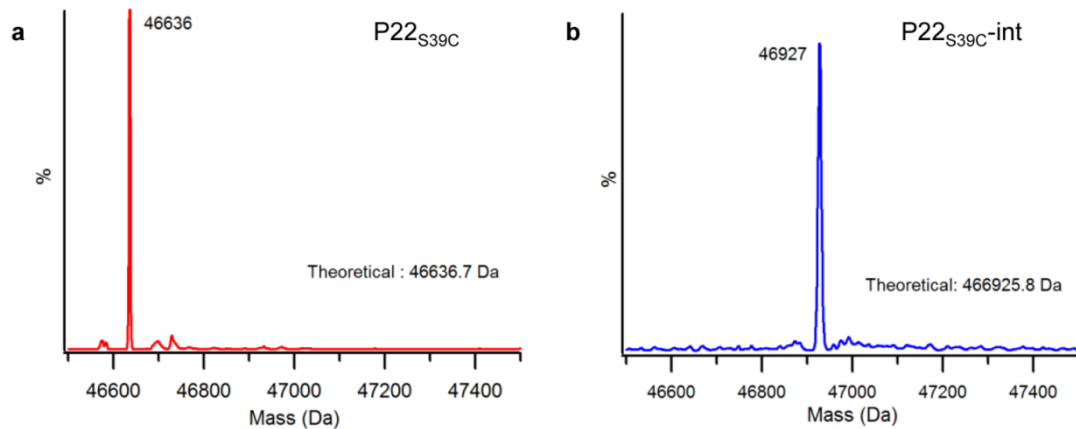 a
P22S39C
46636
%
Theoretical : 46636.7 Da
46600 46800 47000 47200 47400
Mass (Da)
b
P22S39C-int
46927
%
Theoretical: 466925.8 Da
46600 46800 47000 47200 47400
Mass (Da)